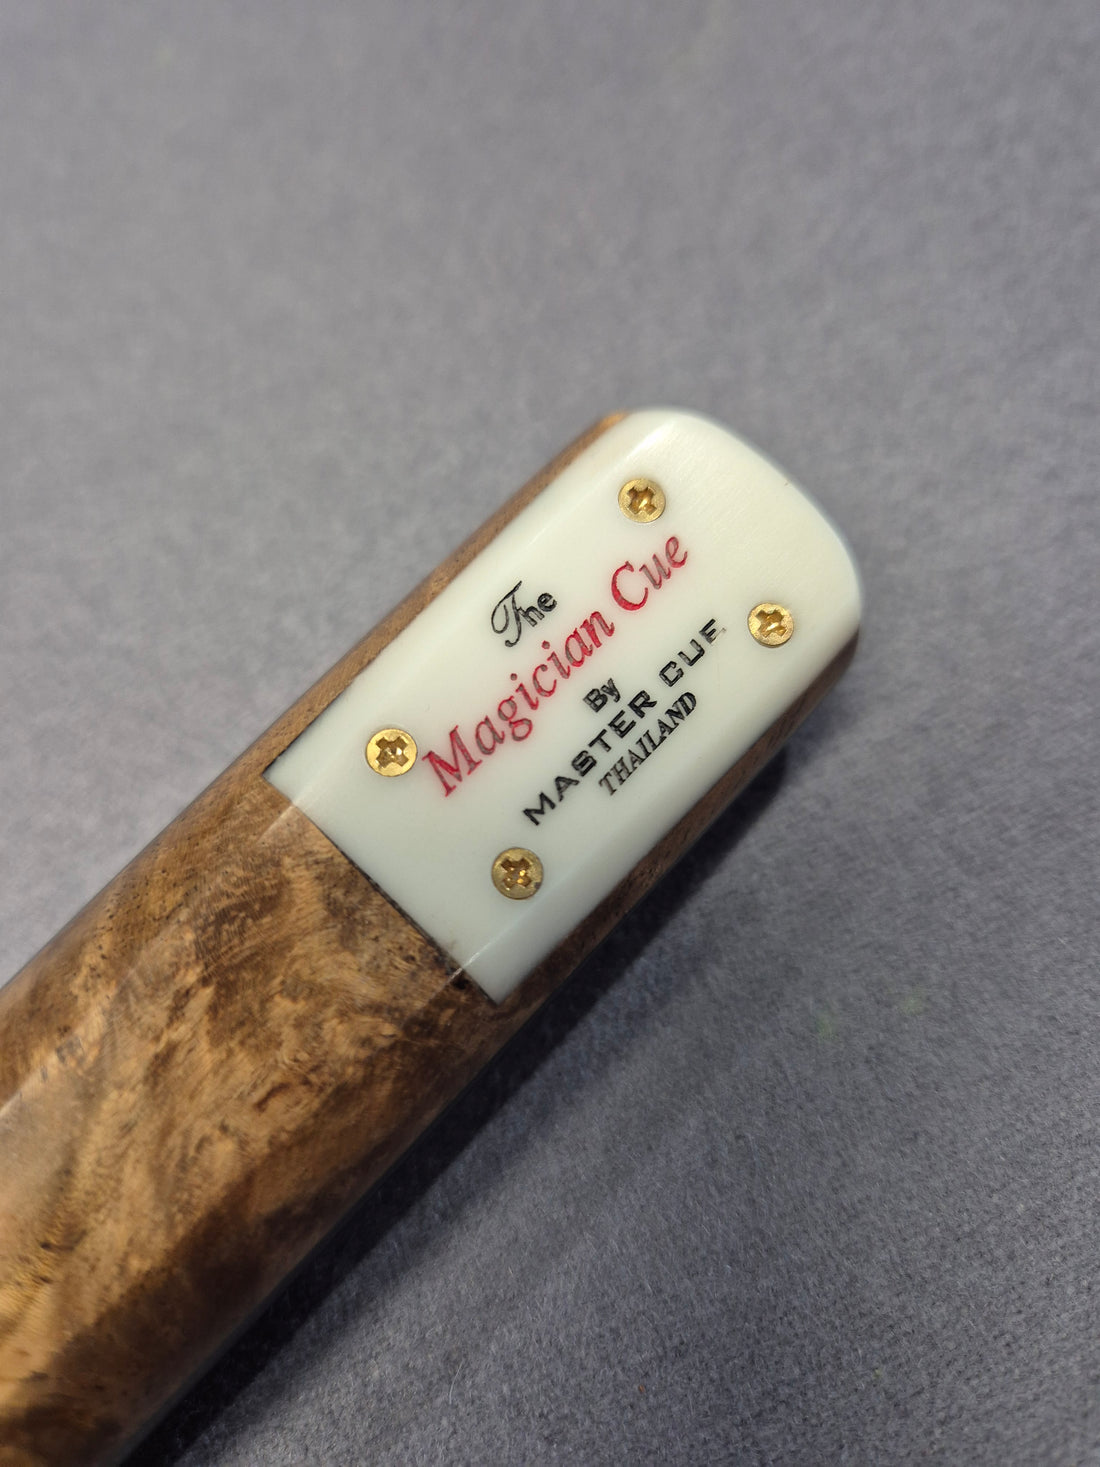 The
Magician Cue
By
MASTER CUE
THAILAND